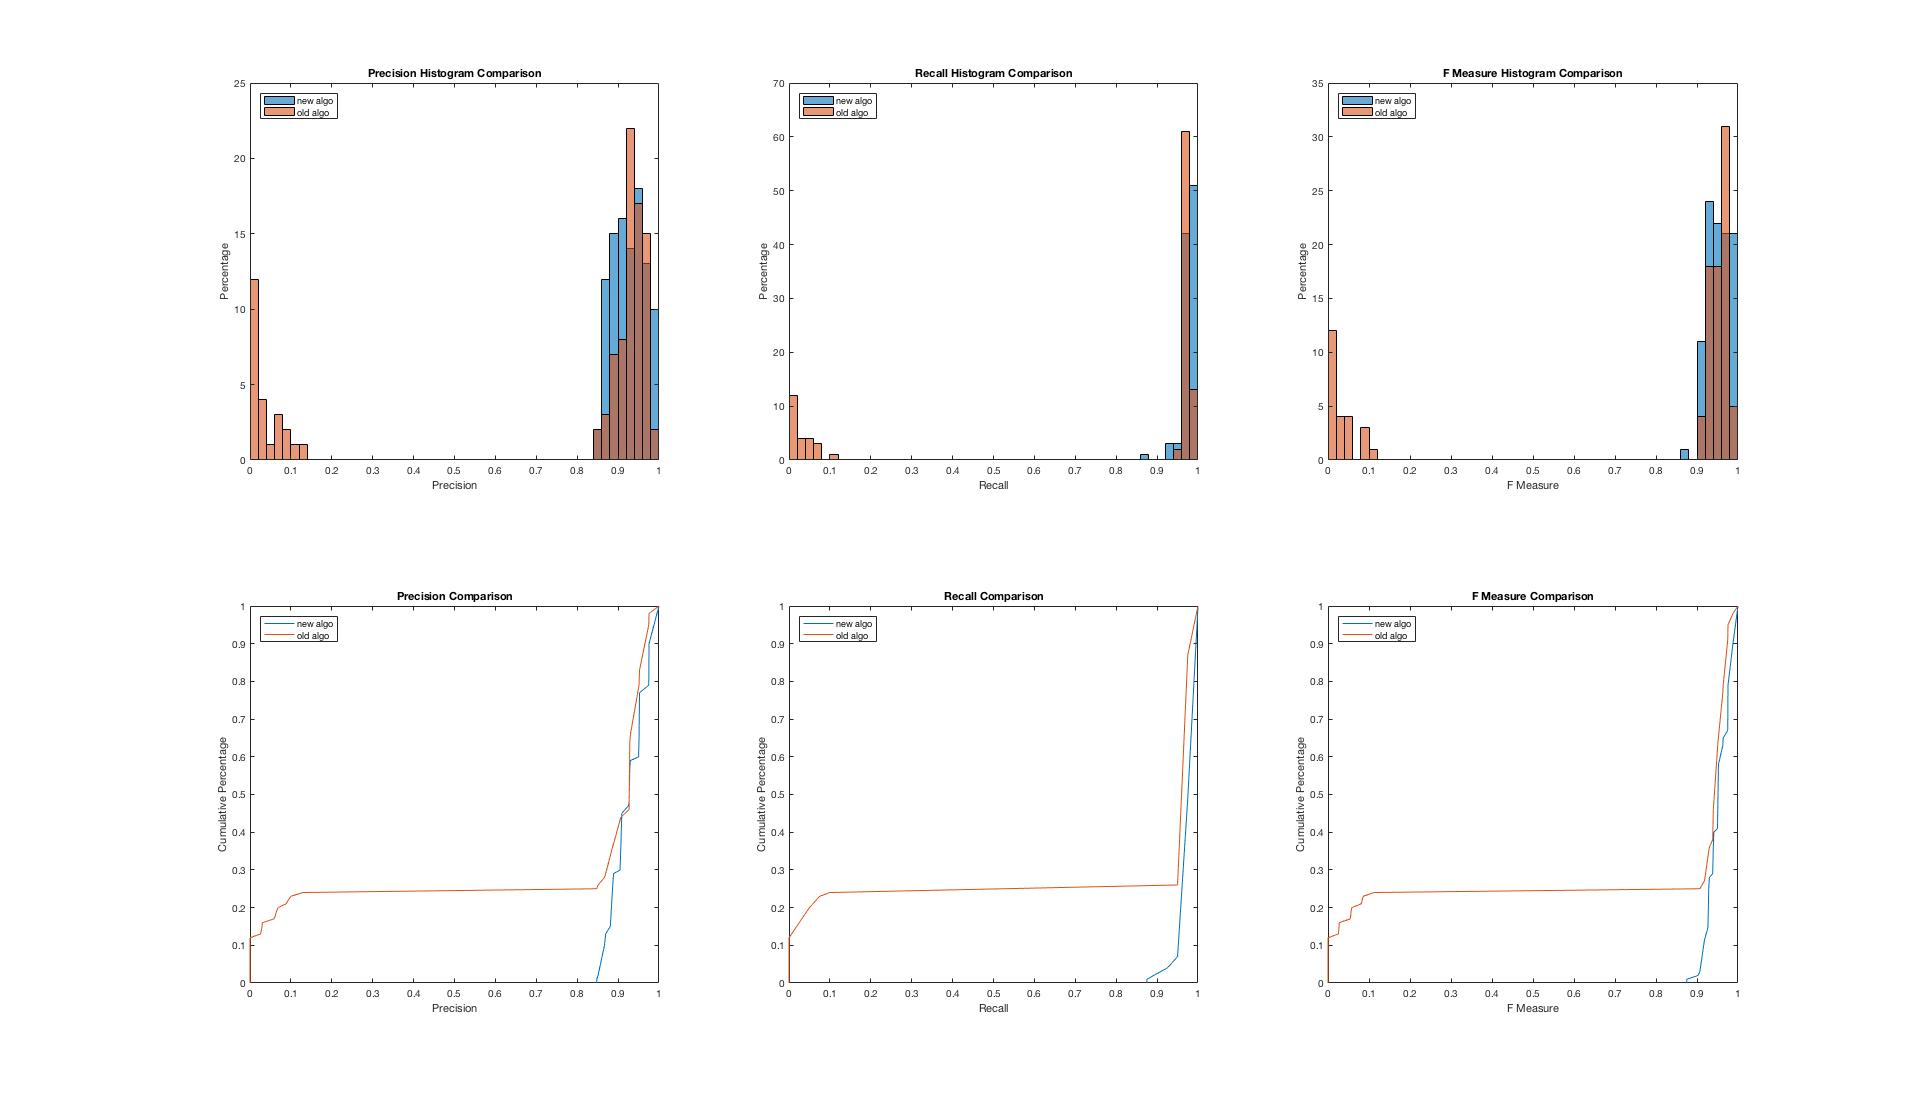 Precision Histogram Comparison
25
20
15
10
5
0
new algo
old algo
Percentage
0 0.1 0.2 0.3 0.4 0.5 0.6 0.7 0.8 0.9 1
Precision
Recall Histogram Comparison
70
60
50
40
30
20
10
0
new algo
old algo
Percentage
0 0.1 0.2 0.3 0.4 0.5 0.6 0.7 0.8 0.9 1
Recall
F Measure Histogram Comparison
35
30
25
20
15
10
5
0
new algo
old algo
Percentage
0 0.1 0.2 0.3 0.4 0.5 0.6 0.7 0.8 0.9 1
F Measure
Precision Comparison
1
0.9
0.8
0.7
0.6
0.5
0.4
0.3
0.2
0.1
0
new algo
old algo
Cumulative Percentage
0 0.1 0.2 0.3 0.4 0.5 0.6 0.7 0.8 0.9 1
Precision
Recall Comparison
1
0.9
0.8
0.7
0.6
0.5
0.4
0.3
0.2
0.1
0
new algo
old algo
Cumulative Percentage
0 0.1 0.2 0.3 0.4 0.5 0.6 0.7 0.8 0.9 1
Recall
F Measure Comparison
1
0.9
0.8
0.7
0.6
0.5
0.4
0.3
0.2
0.1
0
new algo
old algo
Cumulative Percentage
0 0.1 0.2 0.3 0.4 0.5 0.6 0.7 0.8 0.9 1
F Measure